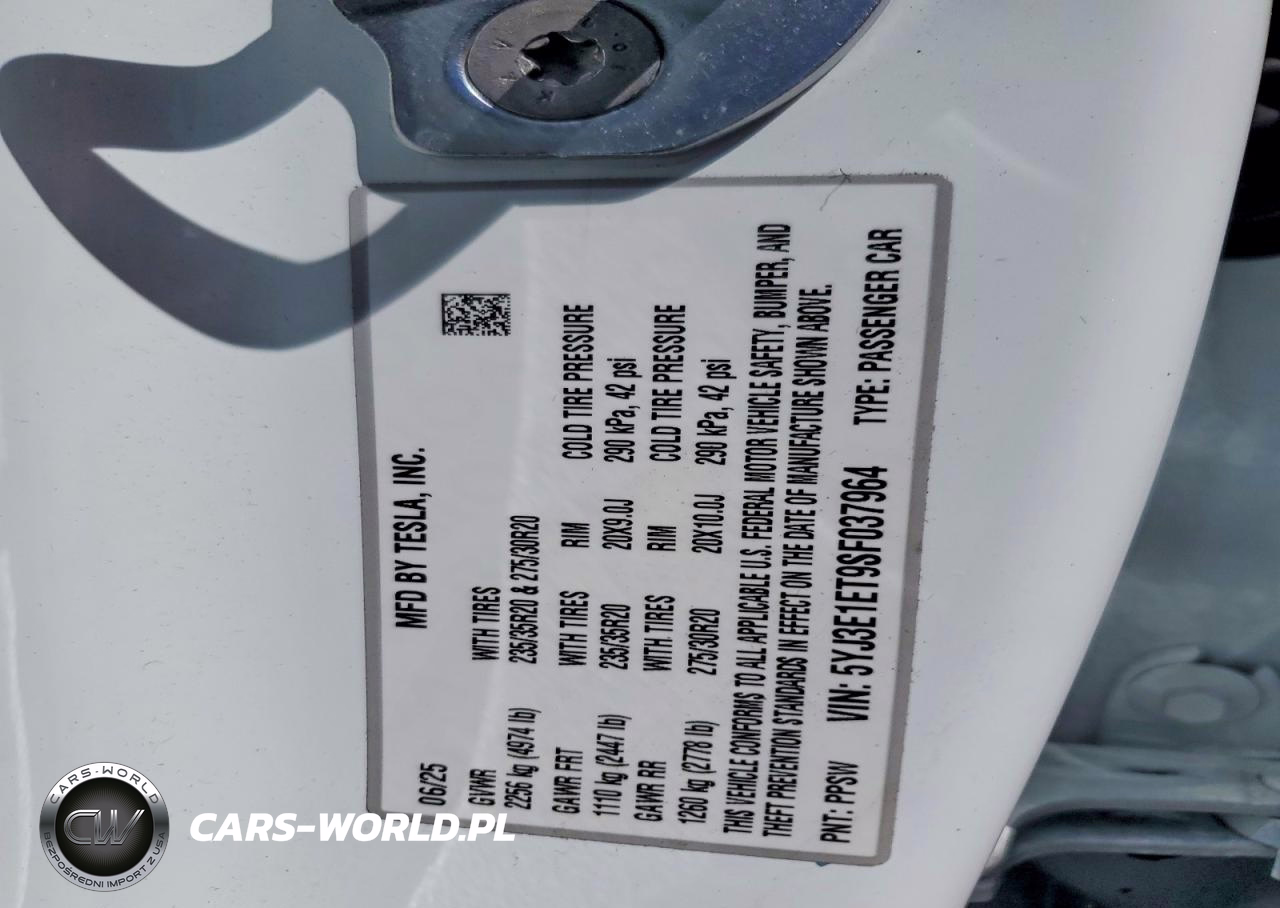 MFD BY TESLA, INC.
06/25
GVWR WITH TIRES
2256 kg (4974 lb) 235/35R20 & 275/30R20
GAWR FRT WITH TIRES RIM COLD TIRE PRESSURE
1110 kg (2447 lb) 235/35R20 20X9.0J 290 kPa, 42 psi
GAWR RR WITH TIRES RIM COLD TIRE PRESSURE
1260 kg (2778 lb) 275/30R20 20X10.0J 290 kPa, 42 psi
THIS VEHICLE CONFORMS TO ALL APPLICABLE U.S. FEDERAL MOTOR VEHICLE SAFETY, BUMPER, AND
THEFT PREVENTION STANDARDS IN EFFECT ON THE DATE OF MANUFACTURE SHOWN ABOVE.
PNT: PPSW VIN: 5YJ3E1ET9SF037964 TYPE: PASSENGER CAR
CARS-WORLD
CW
BEZPOŚREDNI IMPORT Z USA
CARS-WORLD.PL